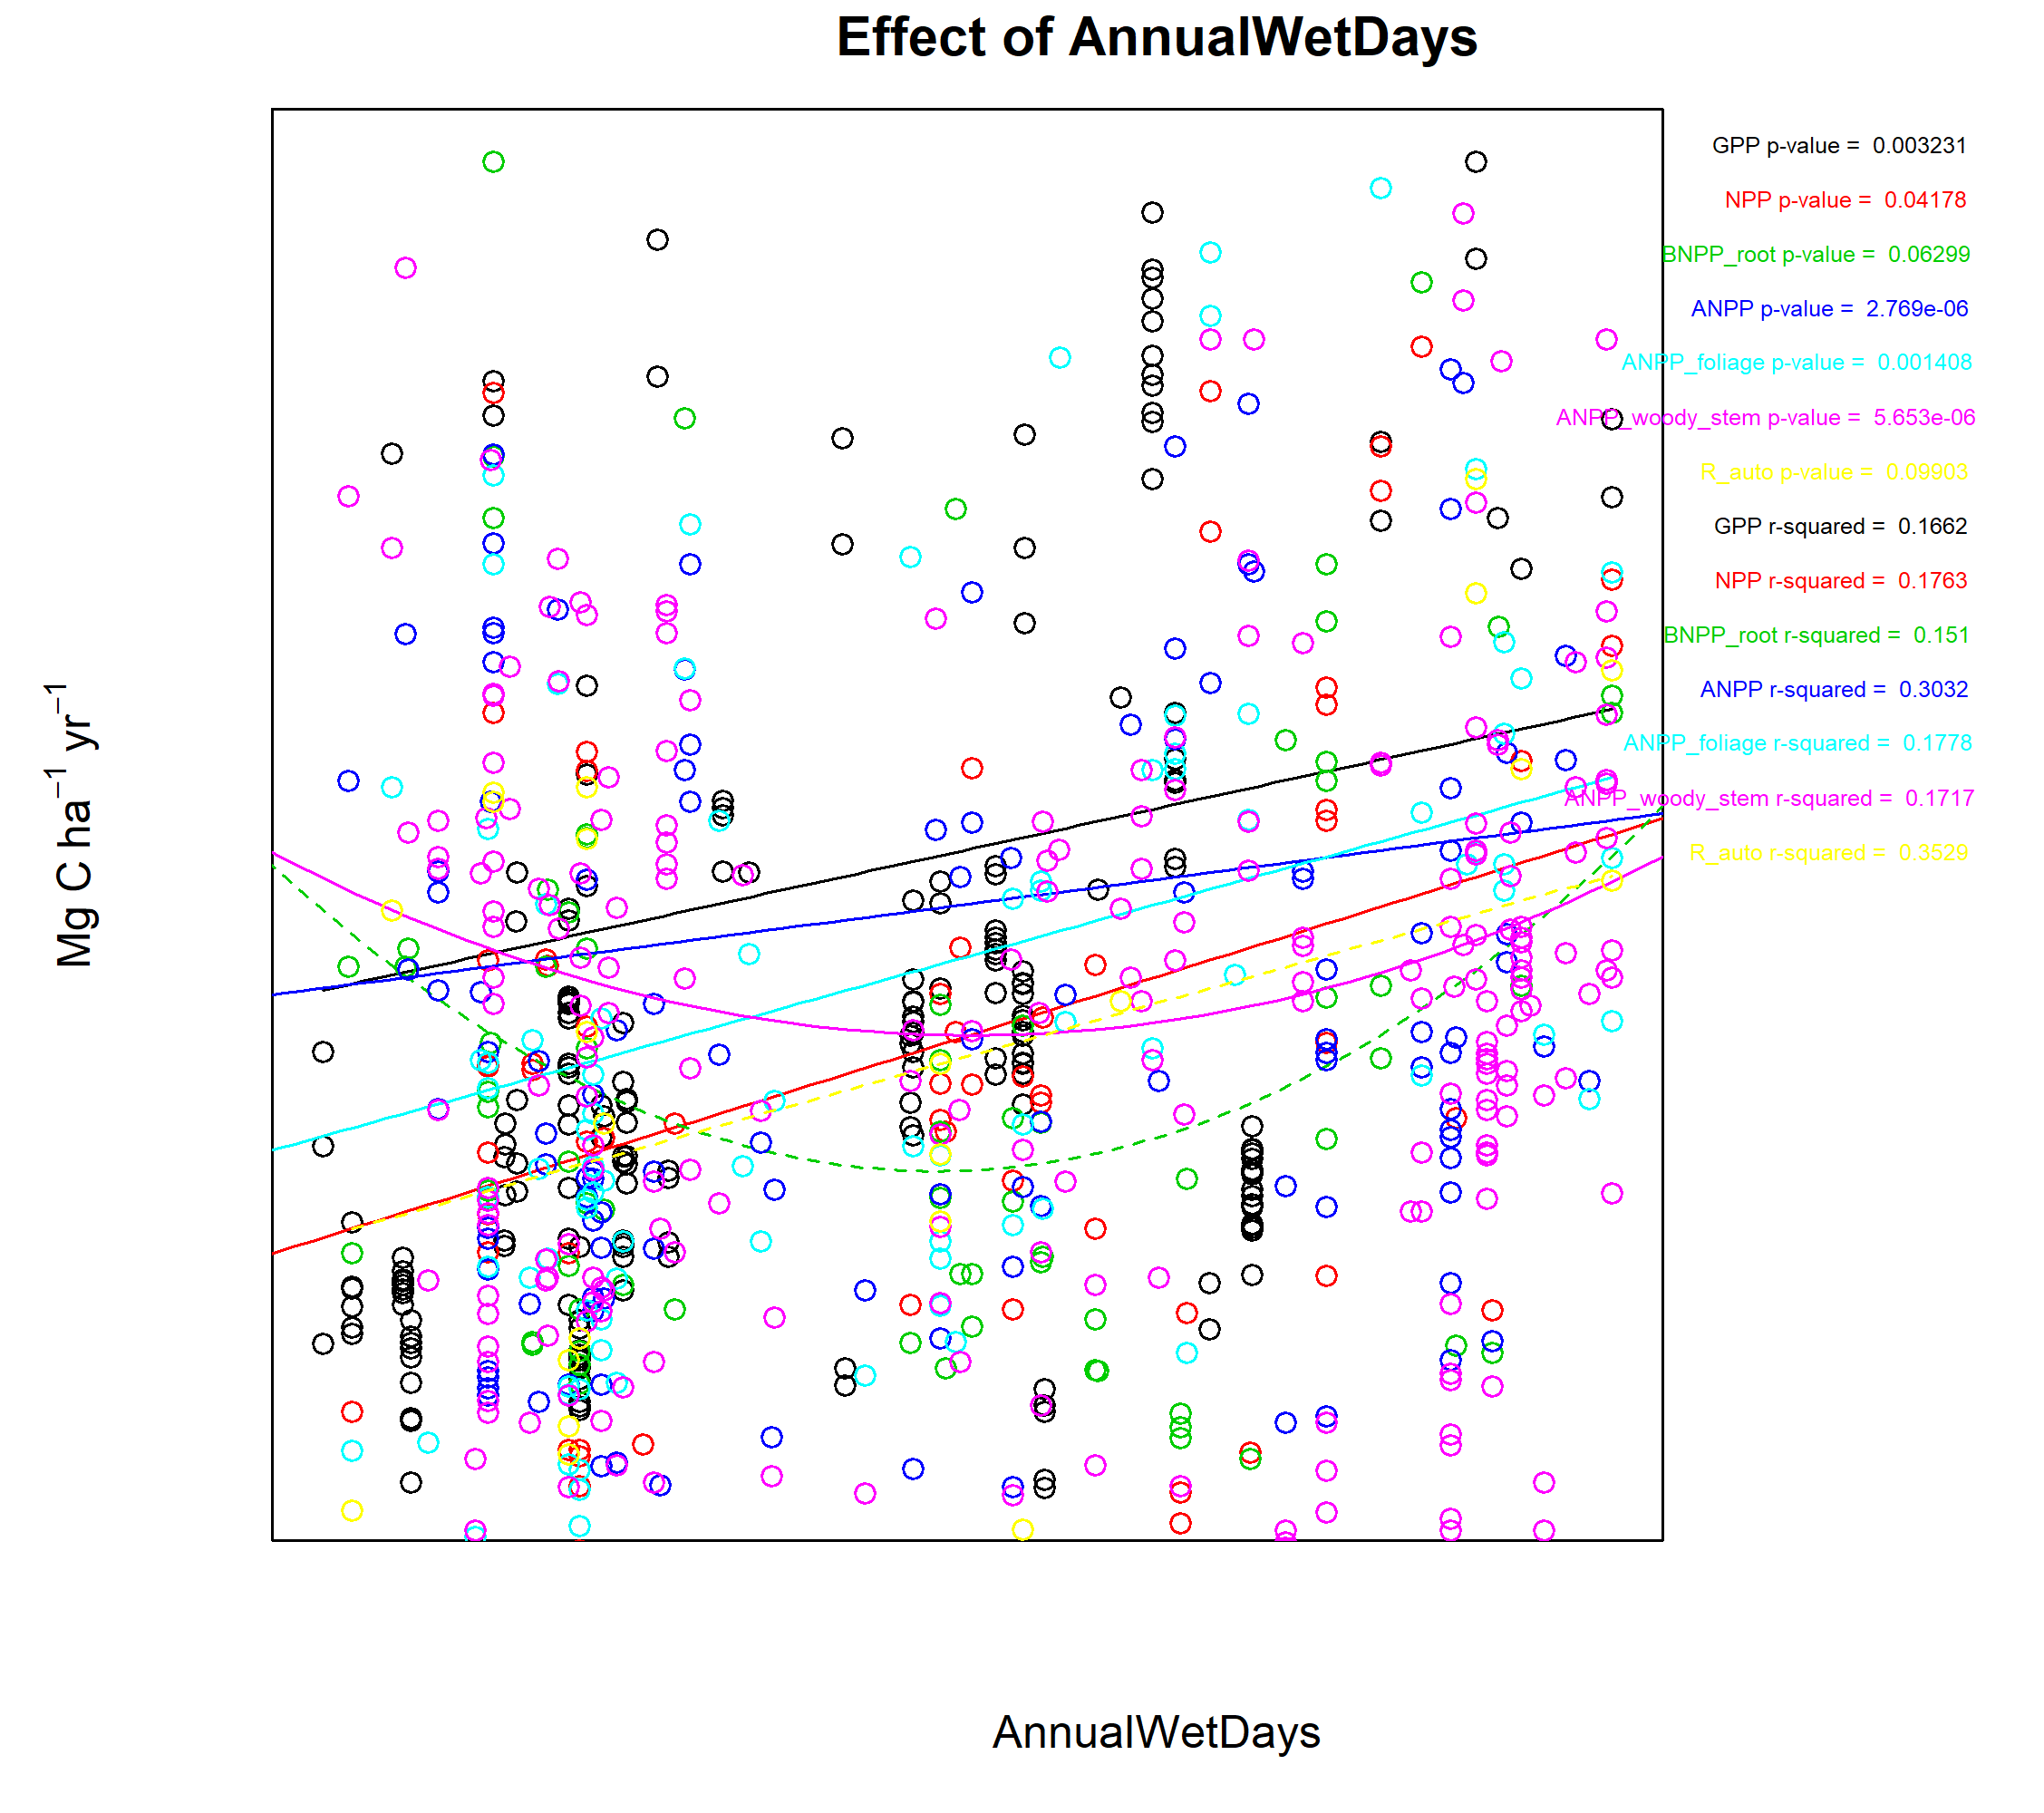 Effect of AnnualWetDays
GPP p-value = 0.003231
NPP p-value = 0.04178
BNPP_root p-value = 0.06299
ANPP p-value = 2.769e-06
ANPP_foliage p-value = 0.001408
ANPP_woody_stem p-value = 5.653e-06
R_auto p-value = 0.09903
GPP r-squared = 0.1662
NPP r-squared = 0.1763
BNPP_root r-squared = 0.151
ANPP r-squared = 0.3032
ANPP_foliage r-squared = 0.1778
ANPP_woody_stem r-squared = 0.1717
R_auto r-squared = 0.3529
Mg C ha⁻¹ yr⁻¹
AnnualWetDays